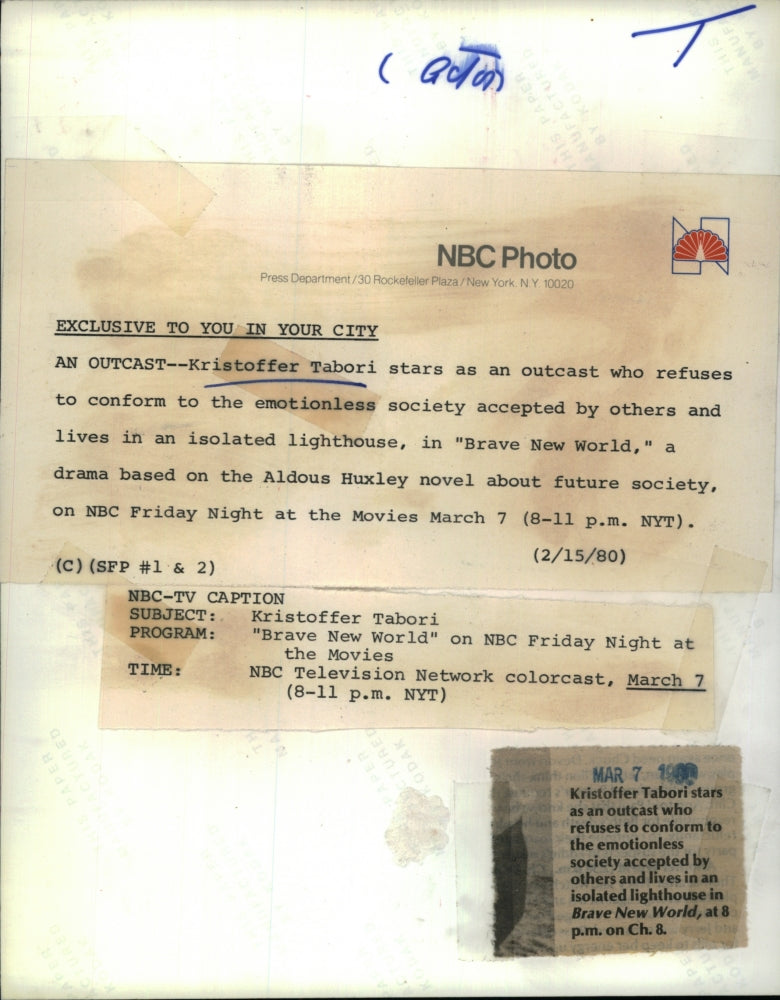 T
(actor)
NBC Photo
Press Department/30 Rockefeller Plaza/New York, N.Y. 10020
EXCLUSIVE TO YOU IN YOUR CITY
AN OUTCAST--Kristoffer Tabori stars as an outcast who refuses
to conform to the emotionless society accepted by others and
lives in an isolated lighthouse, in "Brave New World," a
drama based on the Aldous Huxley novel about future society,
on NBC Friday Night at the Movies March 7 (8-11 p.m. NYT).
(C)(SFP #1 & 2) (2/15/80)
NBC-TV CAPTION
SUBJECT: Kristoffer Tabori
PROGRAM: "Brave New World" on NBC Friday Night at
the Movies
TIME: NBC Television Network colorcast, March 7
(8-11 p.m. NYT)
MAR 7 1980
Kristoffer Tabori stars
as an outcast who
refuses to conform to
the emotionless
society accepted by
others and lives in an
isolated lighthouse in
Brave New World, at 8
p.m. on Ch. 8.
THIS PAPER
MANUFACTURED
BY KODAK